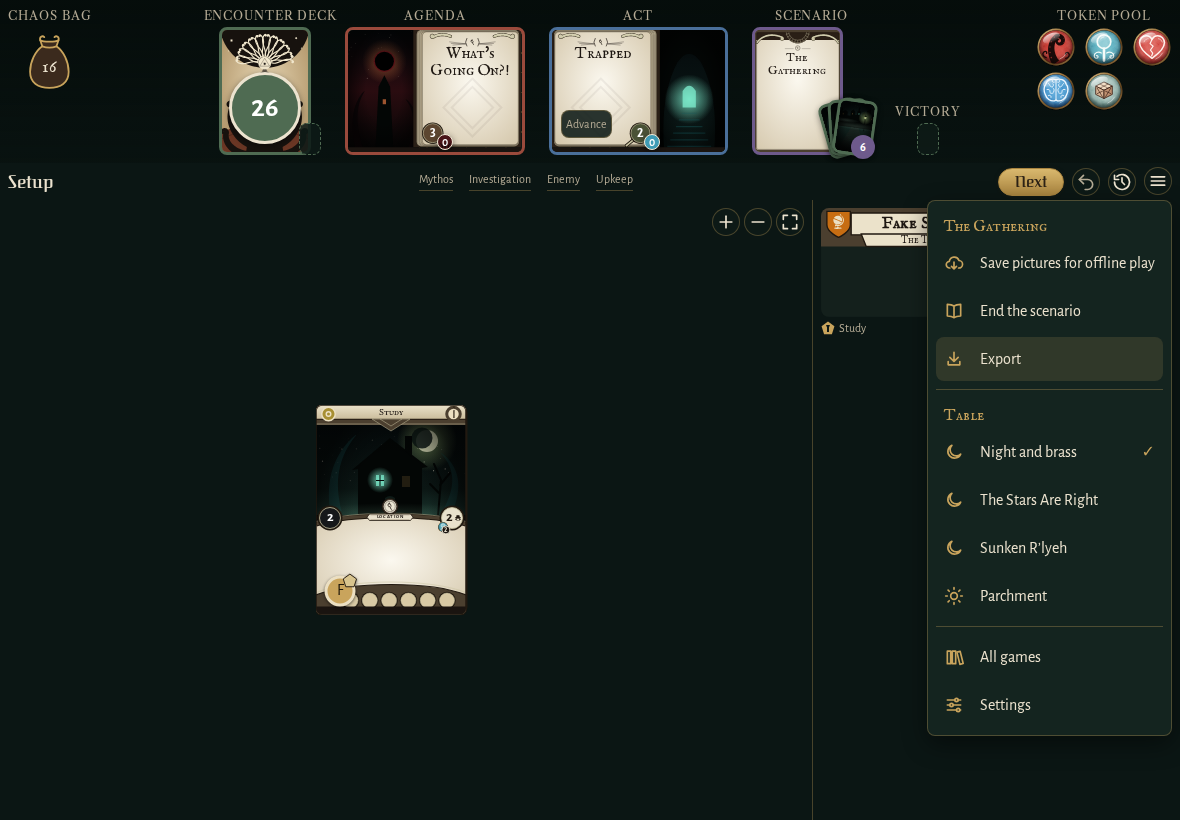 CHAOS BAG
ENCOUNTER DECK
AGENDA
ACT
SCENARIO
TOKEN POOL
16
26
What's
Going On?!
3
0
Trapped
Advance
2
0
The
Gathering
6
VICTORY
Setup
Mythos
Investigation
Enemy
Upkeep
Next
Fake
The
Study
Study
2
LOCATION
2
2
F
The Gathering
Save pictures for offline play
End the scenario
Export
Table
Night and brass
The Stars Are Right
Sunken R'lyeh
Parchment
All games
Settings